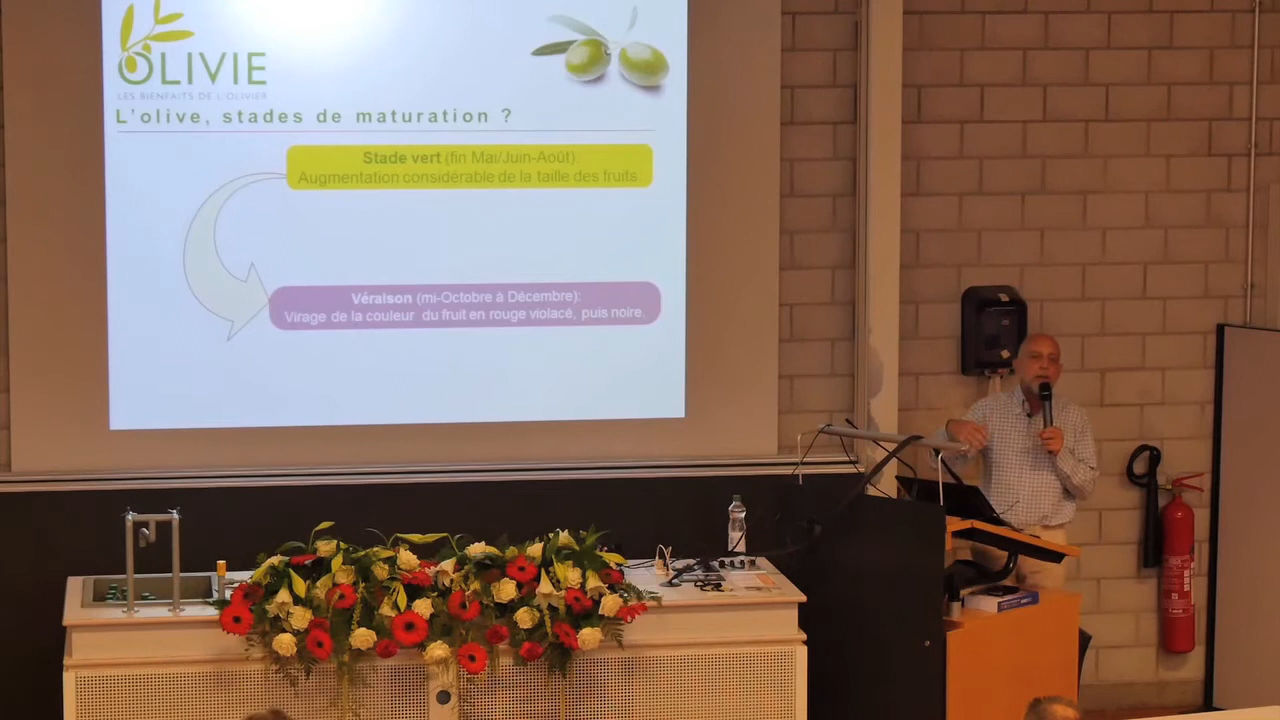 OLIVIE
LES BIENFAITS DE L'OLIVIER
L'olive, stades de maturation ?
Stade vert (fin Mai/Juin-Août):
Augmentation considérable de la taille des fruits.
Véraison (mi-Octobre à Décembre):
Virage de la couleur du fruit en rouge violacé, puis noire.